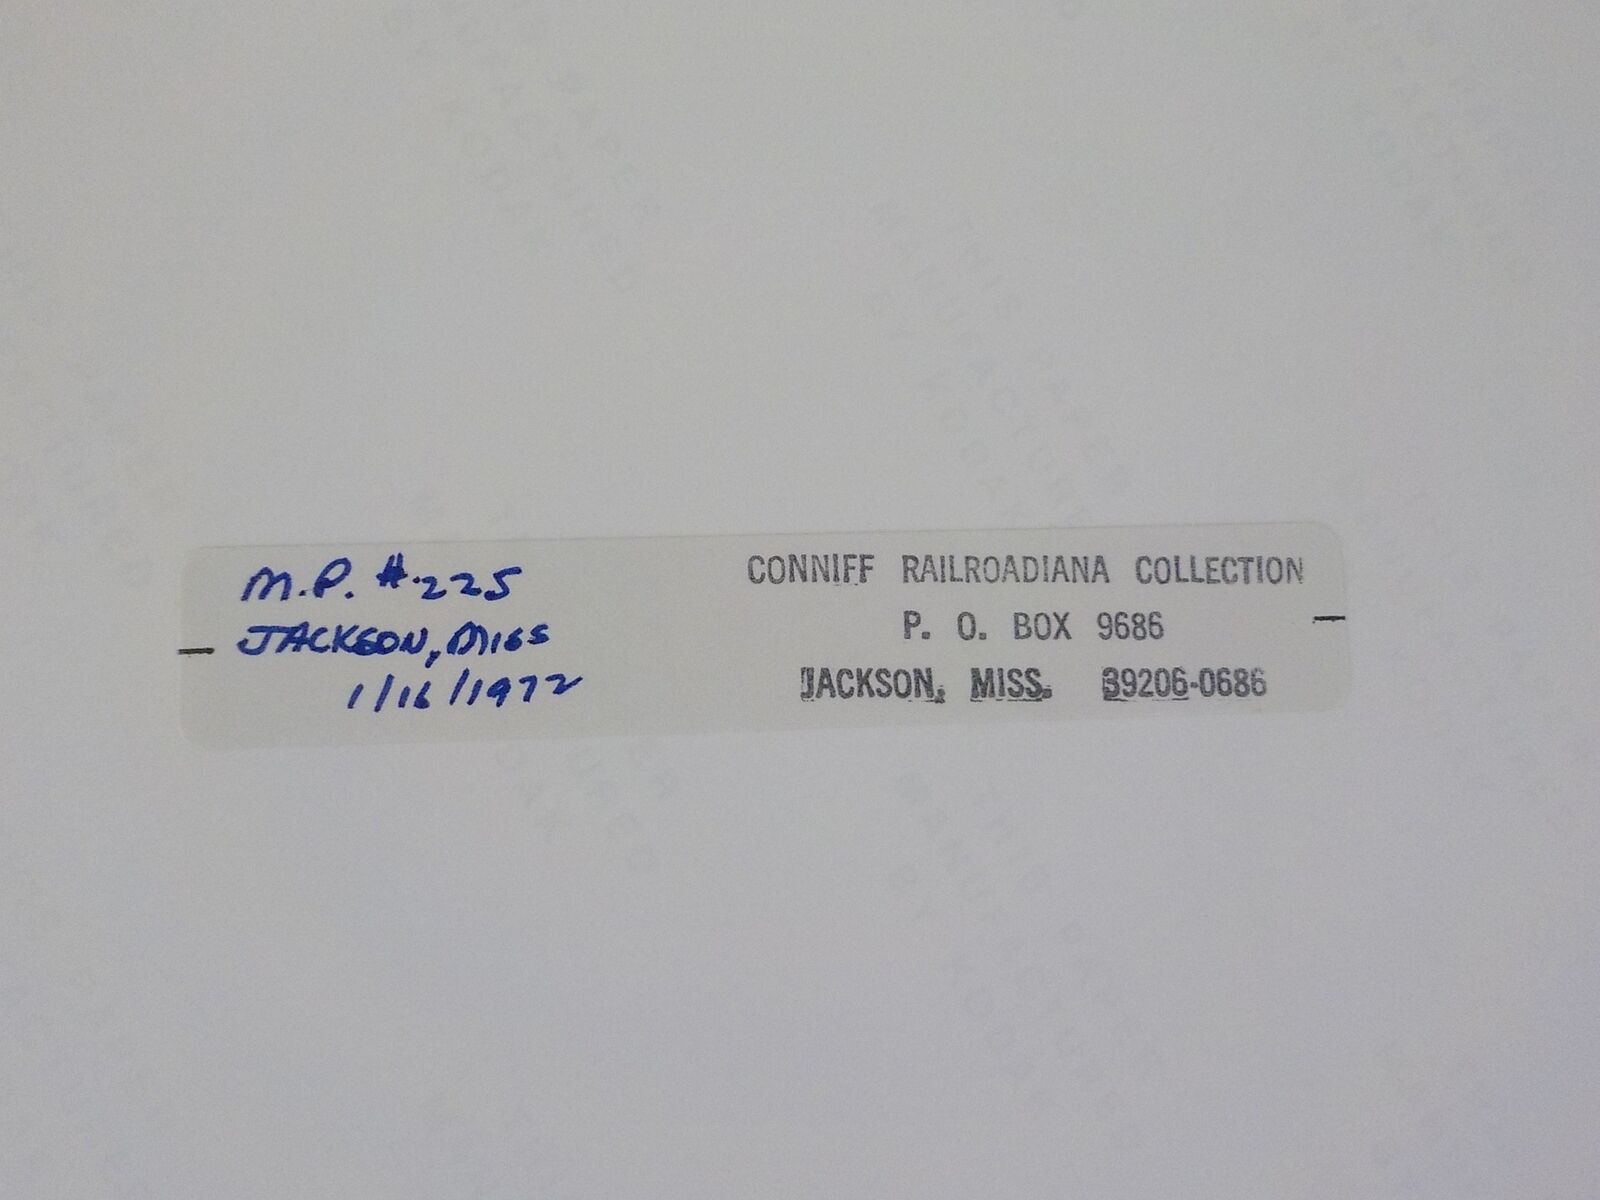 M.P. #225
JACKSON, MISS
1/16/1972
CONNIFF RAILROADIANA COLLECTION
P. O. BOX 9686
JACKSON, MISS. 39206-0686